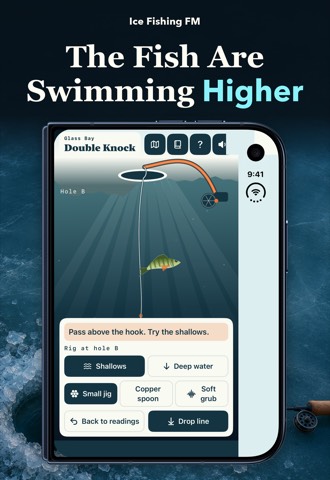 Ice Fishing FM
The Fish Are
Swimming Higher
Glass Bay
Double Knock
?
9:41
Hole B
Pass above the hook. Try the shallows.
Rig at hole B
Shallows
Deep water
Small jig
Copper
spoon
Soft
grub
Back to readings
Drop line